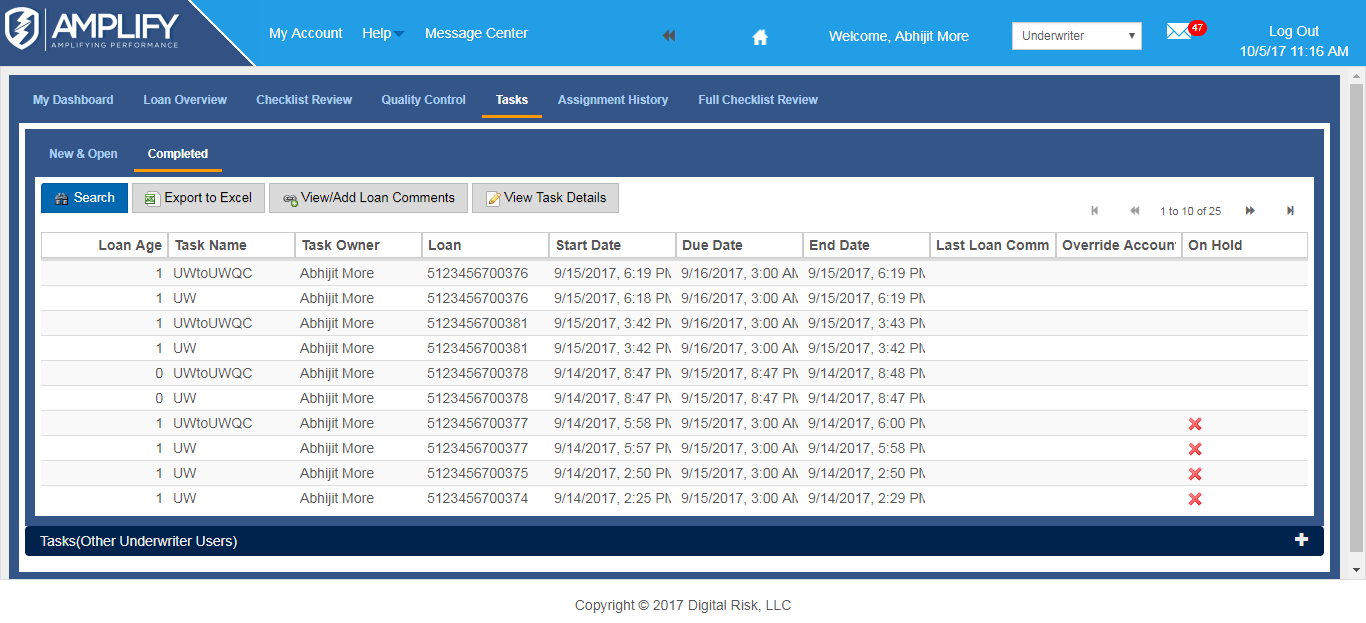 AMPLIFY
AMPLIFYING PERFORMANCE
My Account Help Message Center Welcome, Abhijit More Underwriter 47 Log Out
10/5/17 11:16 AM
My Dashboard Loan Overview Checklist Review Quality Control Tasks Assignment History Full Checklist Review
New & Open Completed
Search Export to Excel View/Add Loan Comments View Task Details
1 to 10 of 25
Loan Age Task Name Task Owner Loan Start Date Due Date End Date Last Loan Comm Override Accoun On Hold
1 UWtoUWQC Abhijit More 5123456700376 9/15/2017, 6:19 PM 9/16/2017, 3:00 AM 9/15/2017, 6:19 PM
1 UW Abhijit More 5123456700376 9/15/2017, 6:18 PM 9/16/2017, 3:00 AM 9/15/2017, 6:19 PM
1 UWtoUWQC Abhijit More 5123456700381 9/15/2017, 3:42 PM 9/16/2017, 3:00 AM 9/15/2017, 3:43 PM
1 UW Abhijit More 5123456700381 9/15/2017, 3:42 PM 9/16/2017, 3:00 AM 9/15/2017, 3:42 PM
0 UWtoUWQC Abhijit More 5123456700378 9/14/2017, 8:47 PM 9/15/2017, 8:47 PM 9/14/2017, 8:48 PM
0 UW Abhijit More 5123456700378 9/14/2017, 8:47 PM 9/15/2017, 8:47 PM 9/14/2017, 8:47 PM
1 UWtoUWQC Abhijit More 5123456700377 9/14/2017, 5:58 PM 9/15/2017, 3:00 AM 9/14/2017, 6:00 PM
1 UW Abhijit More 5123456700377 9/14/2017, 5:57 PM 9/15/2017, 3:00 AM 9/14/2017, 5:58 PM
1 UW Abhijit More 5123456700375 9/14/2017, 2:50 PM 9/15/2017, 3:00 AM 9/14/2017, 2:50 PM
1 UW Abhijit More 5123456700374 9/14/2017, 2:25 PM 9/15/2017, 3:00 AM 9/14/2017, 2:29 PM
Tasks(Other Underwriter Users)
Copyright © 2017 Digital Risk, LLC